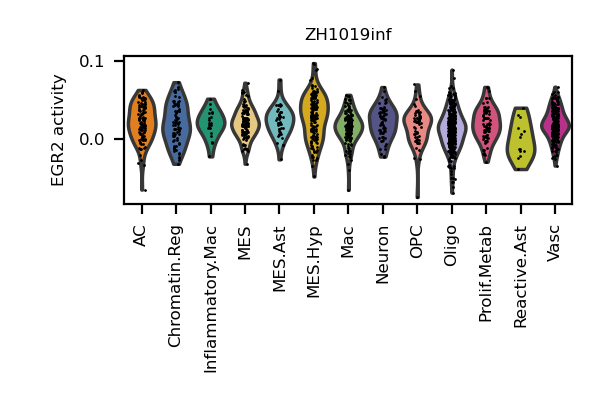 ZH1019inf
EGR2 activity
0.1
0.0
AC
Chromatin.Reg
Inflammatory.Mac
MES
MES.Ast
MES.Hyp
Mac
Neuron
OPC
Oligo
Prolif.Metab
Reactive.Ast
Vasc